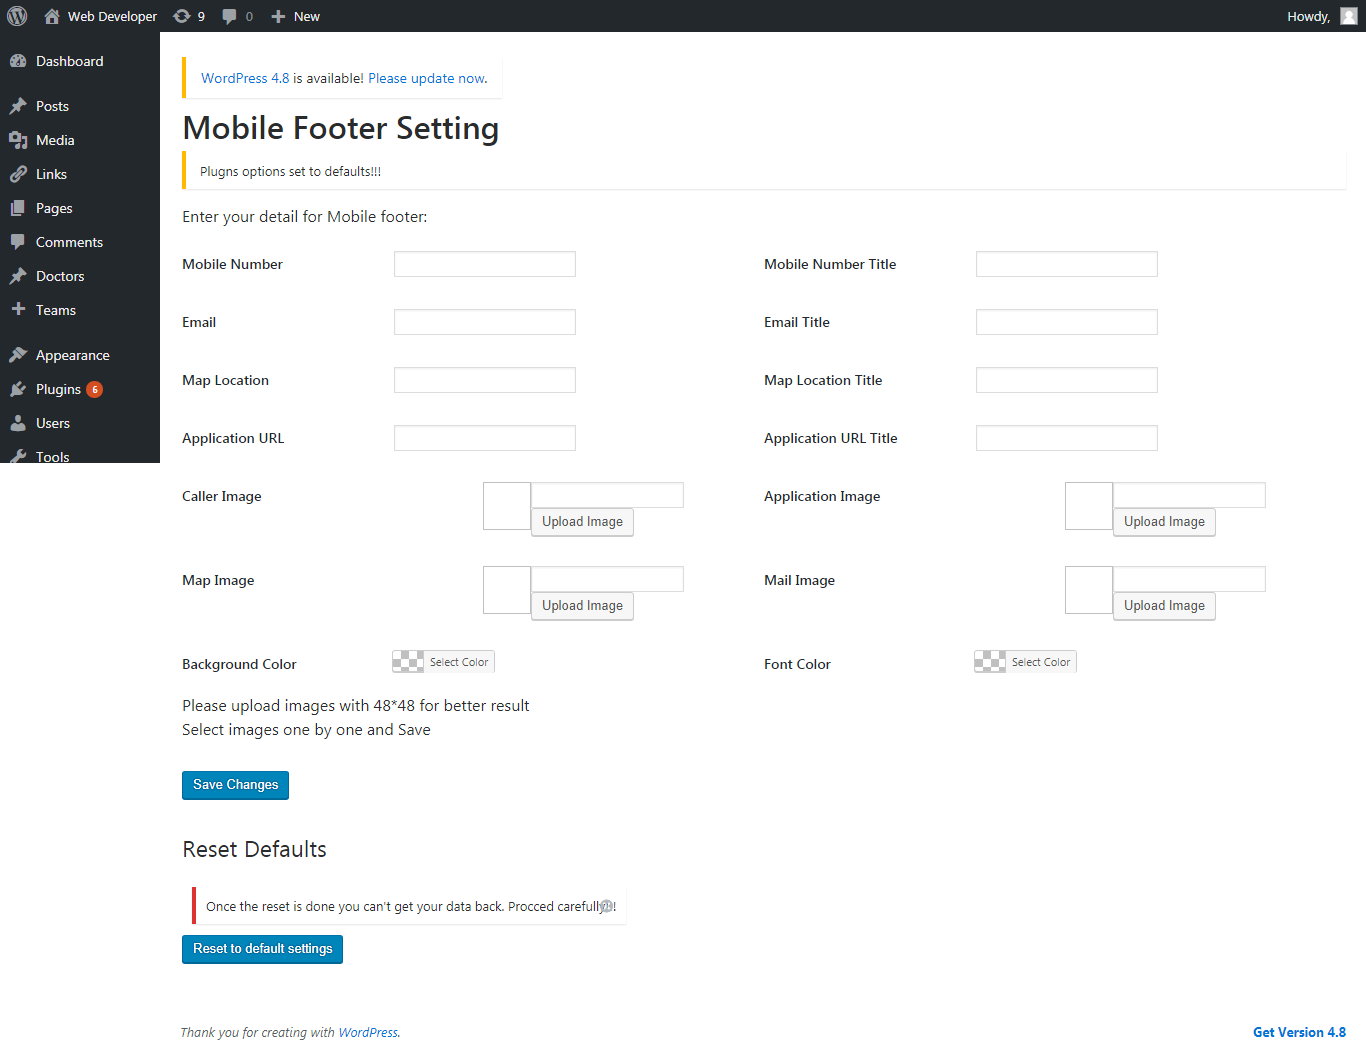 Web Developer 9 0 New Howdy,
Dashboard
Posts
Media
Links
Pages
Comments
Doctors
Teams
Appearance
Plugins 6
Users
Tools
WordPress 4.8 is available! Please update now.
Mobile Footer Setting
Plugns options set to defaults!!!
Enter your detail for Mobile footer:
Mobile Number Mobile Number Title
Email Email Title
Map Location Map Location Title
Application URL Application URL Title
Caller Image Application Image
Upload Image Upload Image
Map Image Mail Image
Upload Image Upload Image
Background Color Select Color Font Color Select Color
Please upload images with 48*48 for better result
Select images one by one and Save
Save Changes
Reset Defaults
Once the reset is done you can't get your data back. Procced carefully!!!
Reset to default settings
Thank you for creating with WordPress. Get Version 4.8